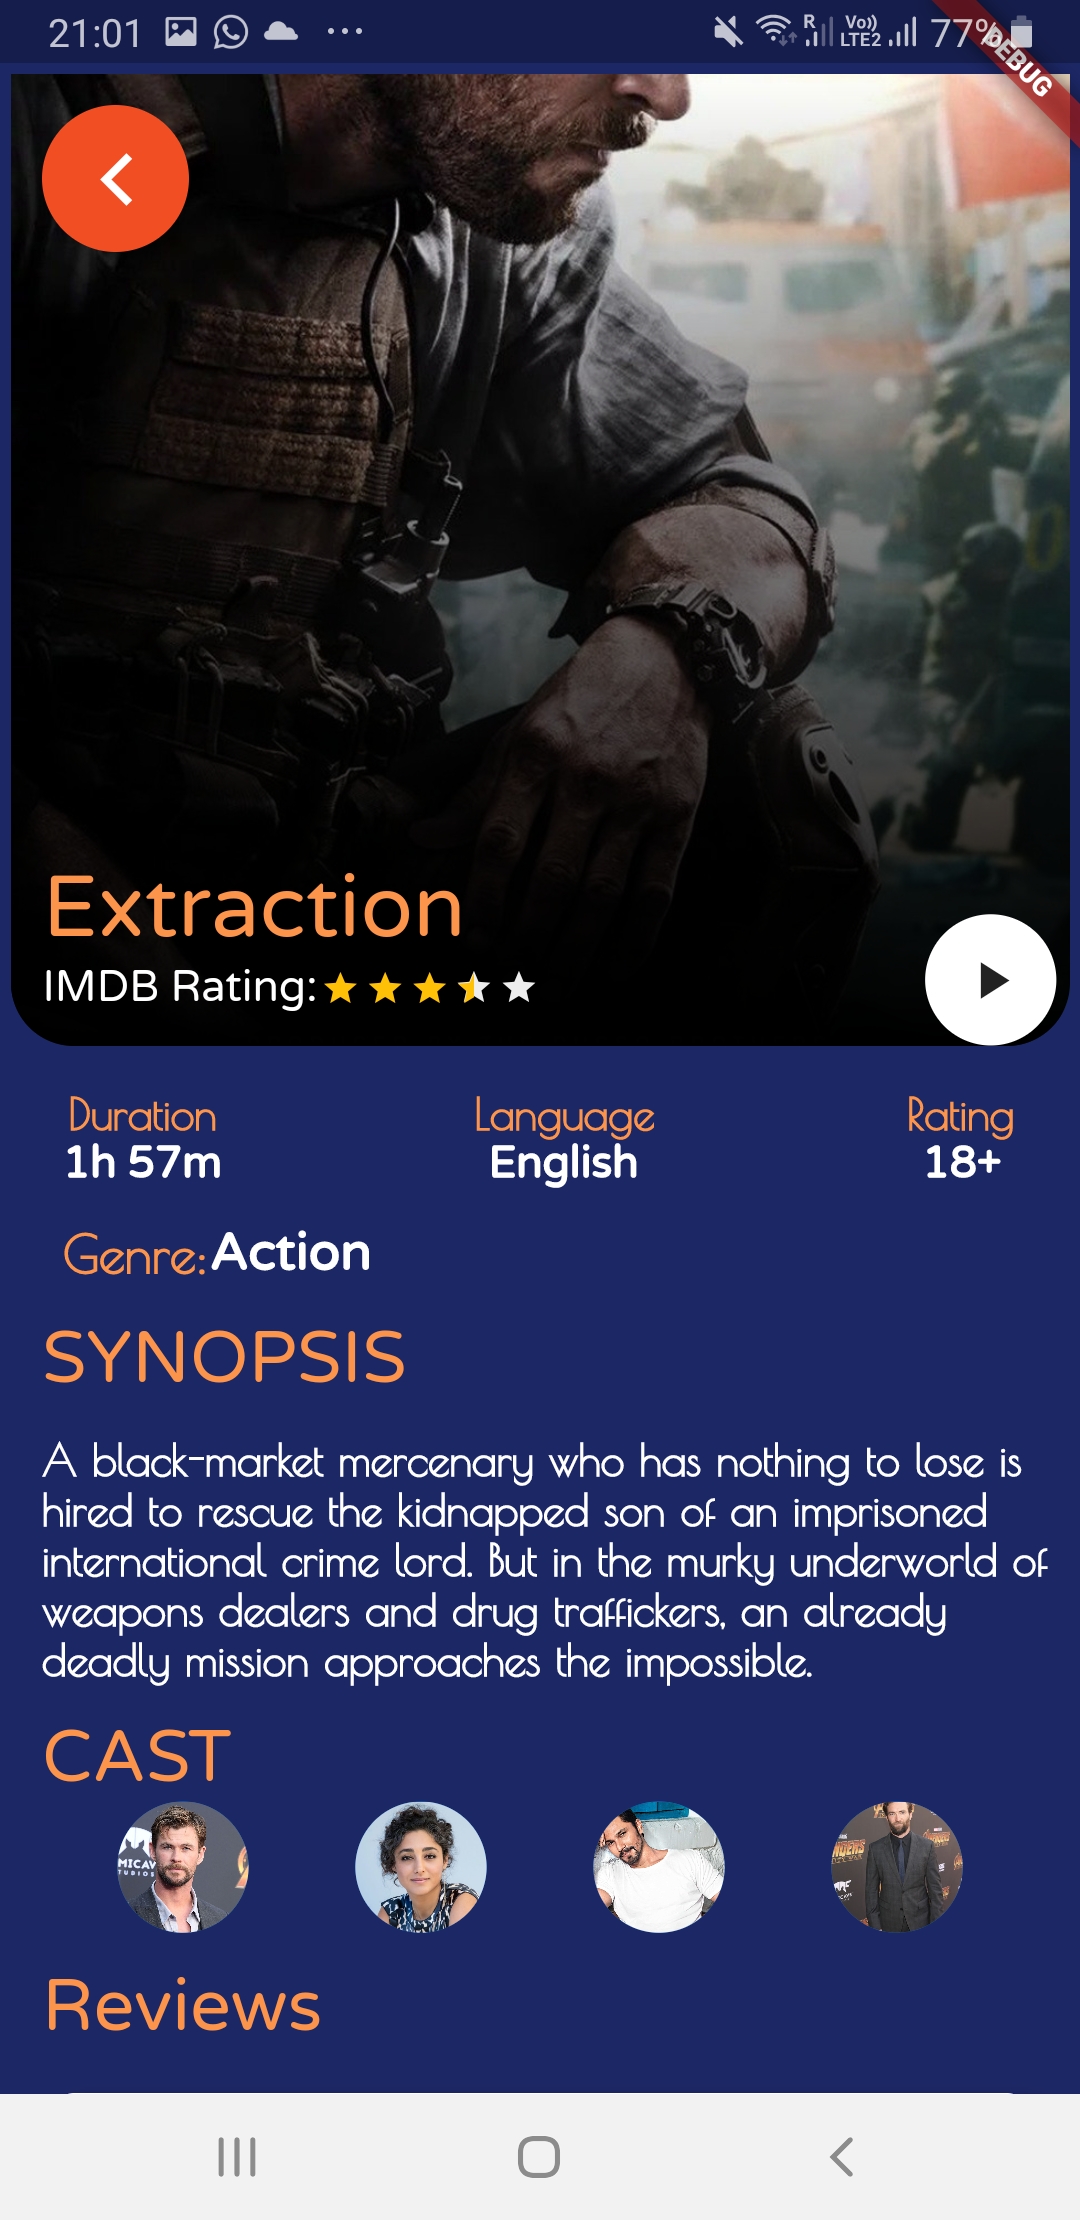 21:01
R
Vo))
LTE2
77%
DEBUG
Extraction
IMDB Rating:
Duration
Language
Rating
1h 57m
English
18+
Genre: Action
SYNOPSIS
A black-market mercenary who has nothing to lose is
hired to rescue the kidnapped son of an imprisoned
international crime lord. But in the murky underworld of
weapons dealers and drug traffickers, an already
deadly mission approaches the impossible.
CAST
Reviews